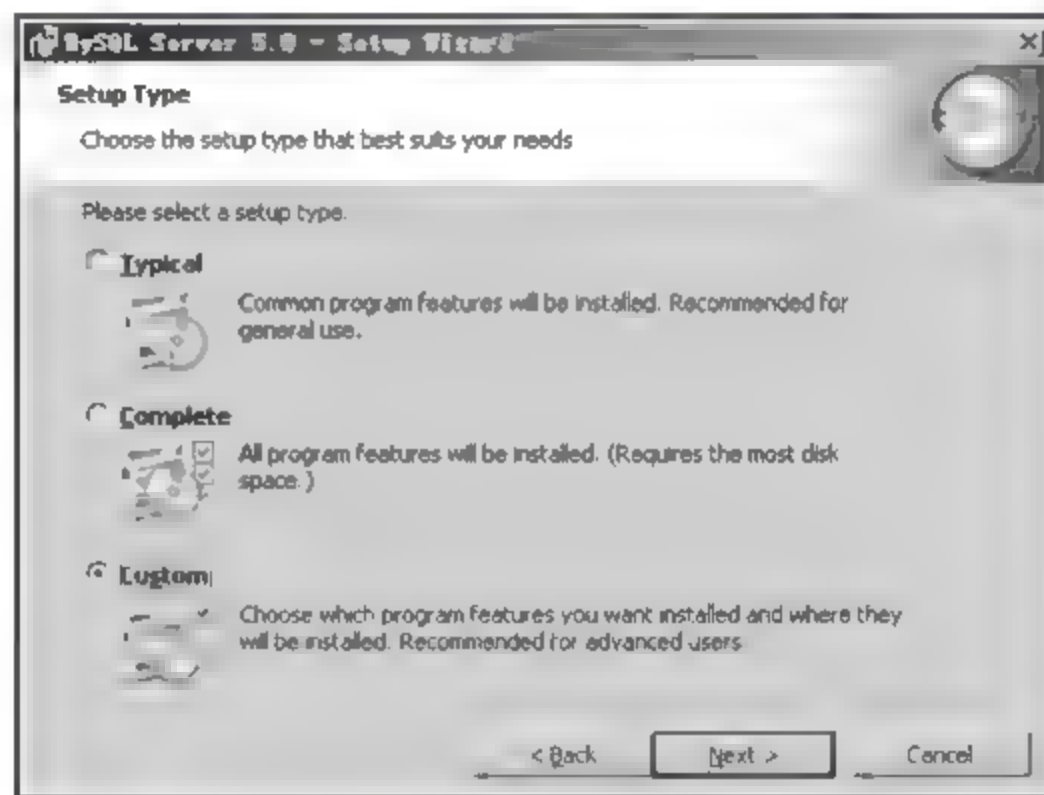 MySQL Server 5.0 - Setup Wizard
Setup Type
Choose the setup type that best suits your needs
Please select a setup type.
Typical
Common program features will be installed. Recommended for
general use.
Complete
All program features will be installed. (Requires the most disk
space.)
Custom
Choose which program features you want installed and where they
will be installed. Recommended for advanced users
< Back
Next >
Cancel